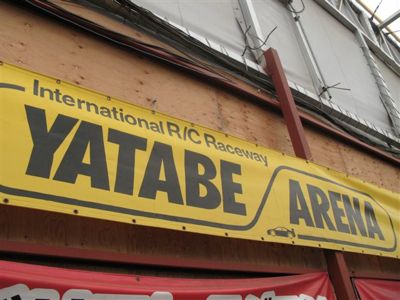 International R/C Raceway
YATABE ARENA